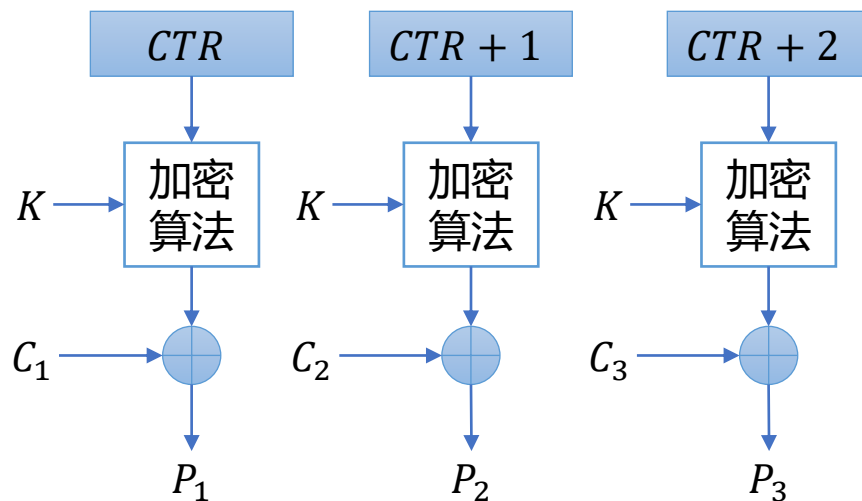 CTR CTR + 1 CTR + 2
加密 加密 加密
K 算法 K 算法 K 算法
C₁ C₂ C₃
P₁ P₂ P₃